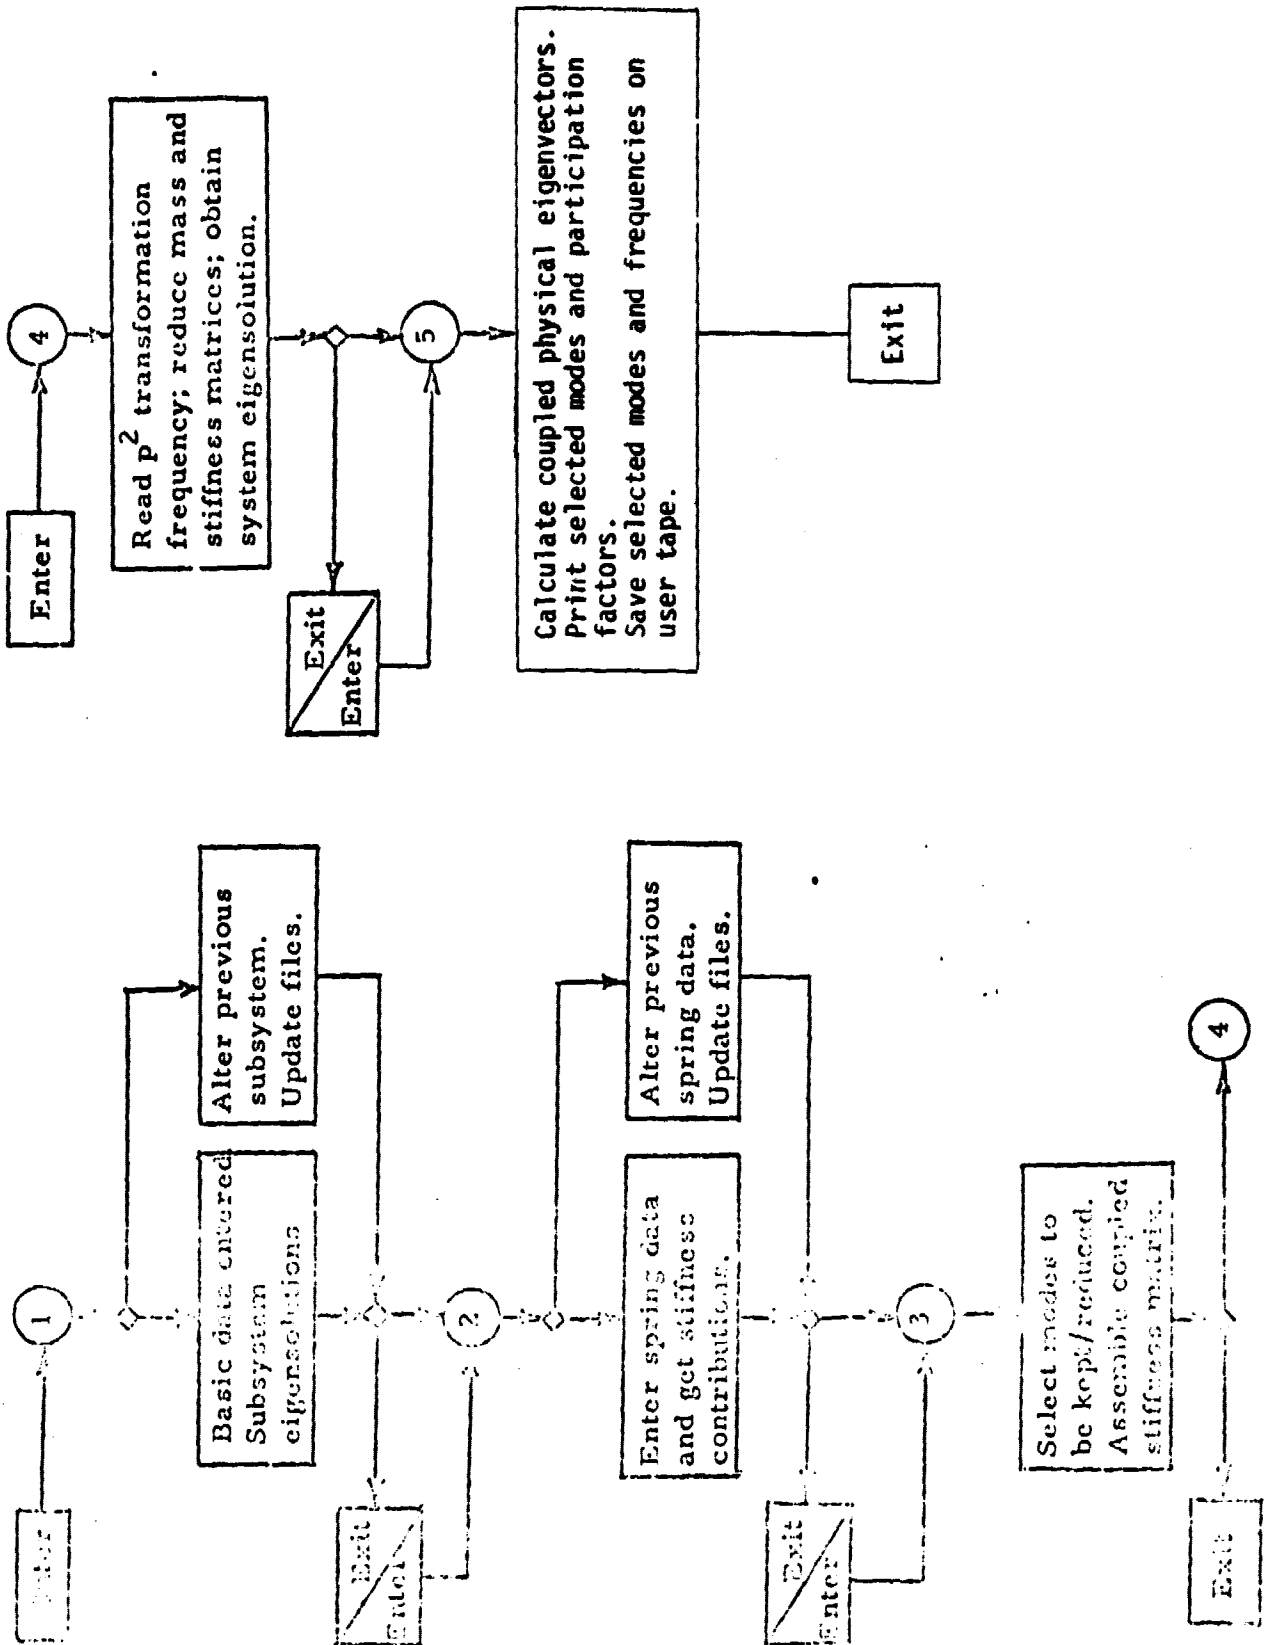 Enter
1
Basic data entered
Subsystem
eigensolutions
Alter previous
subsystem.
Update files.
Exit
Enter
2
Enter spring data
and get stiffness
contributions.
Alter previous
spring data.
Update files.
Exit
Enter
3
Select modes to
be kept/reduced.
Assemble coupled
stiffness matrix.
Exit
4
Enter
4
Read p² transformation
frequency; reduce mass and
stiffness matrices; obtain
system eigensolution.
Exit
Enter
5
Calculate coupled physical eigenvectors.
Print selected modes and participation
factors.
Save selected modes and frequencies on
user tape.
Exit